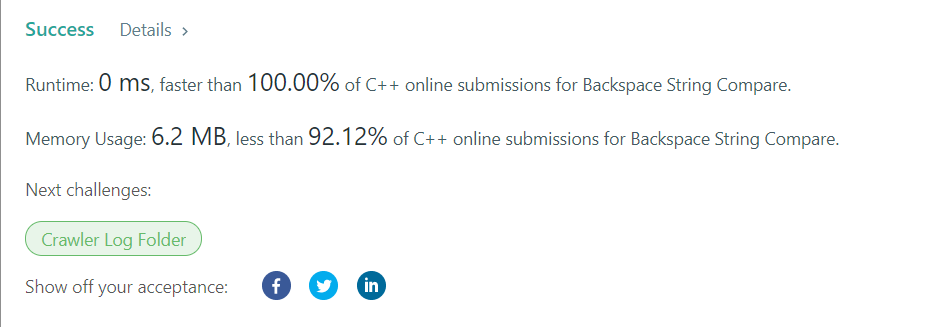 Success Details >
Runtime: 0 ms, faster than 100.00% of C++ online submissions for Backspace String Compare.
Memory Usage: 6.2 MB, less than 92.12% of C++ online submissions for Backspace String Compare.
Next challenges:
Crawler Log Folder
Show off your acceptance: f in